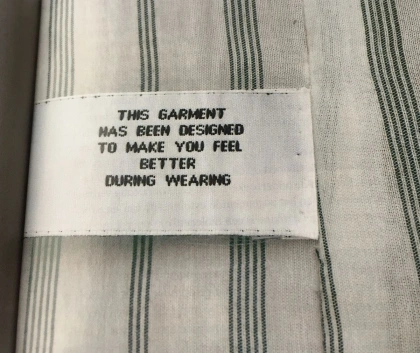 THIS GARMENT
HAS BEEN DESIGNED
TO MAKE YOU FEEL
BETTER
DURING WEARING